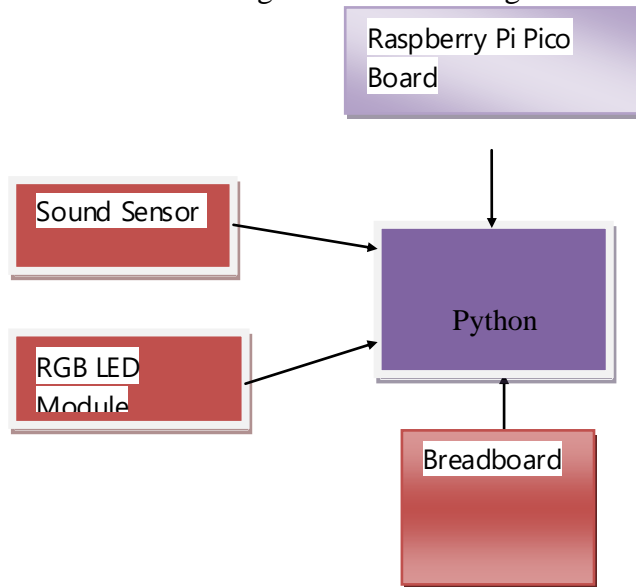 Raspberry Pi Pico
Board
Sound Sensor
Python
RGB LED
Module
Breadboard